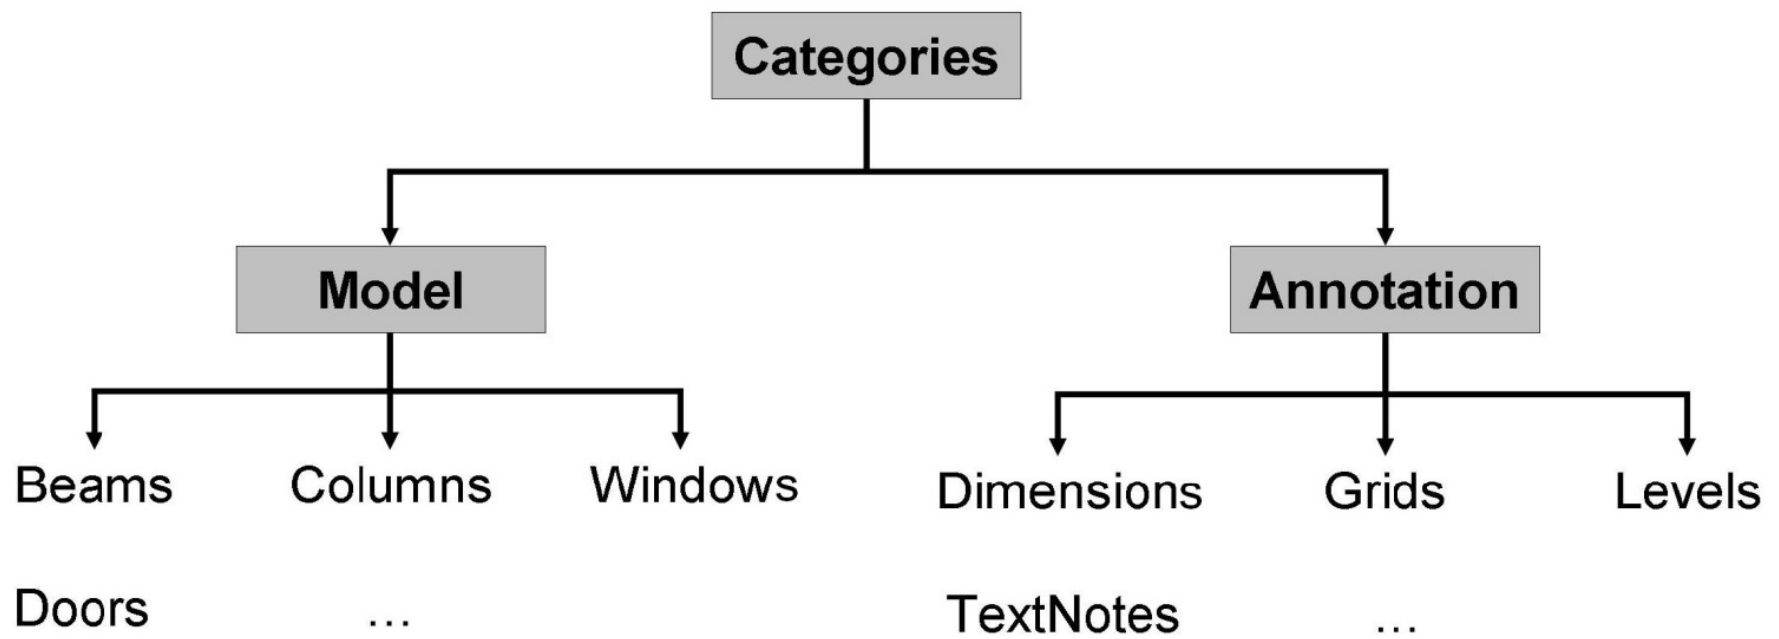 Categories
Model
Annotation
Beams
Columns
Windows
Dimensions
Grids
Levels
Doors
...
TextNotes
...